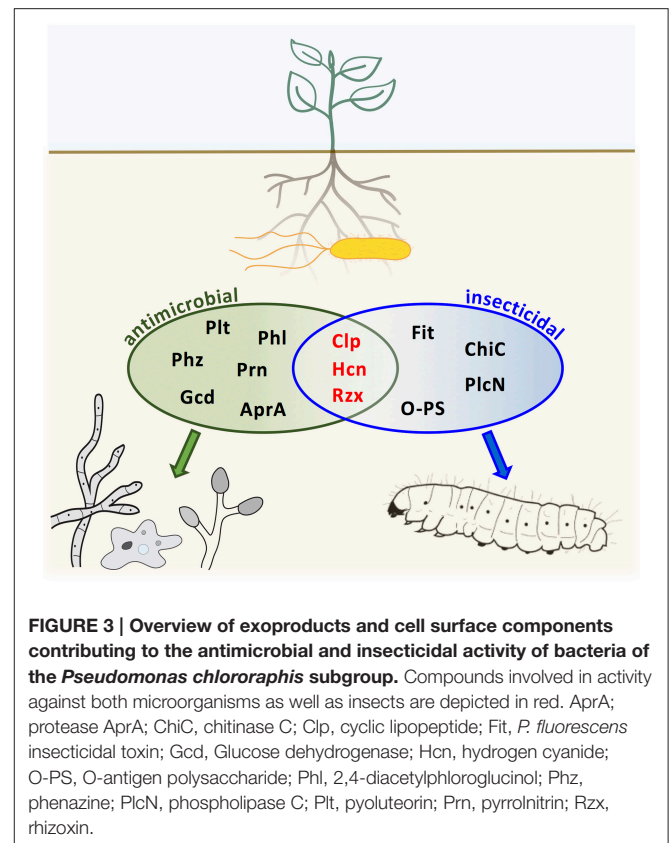 antimicrobial
insecticidal
Plt
Phl
Phz
Prn
Gcd
AprA
Clp
Hcn
Rzx
Fit
ChiC
PlcN
O-PS
FIGURE 3 | Overview of exoproducts and cell surface components
contributing to the antimicrobial and insecticidal activity of bacteria of
the Pseudomonas chlororaphis subgroup. Compounds involved in activity
against both microorganisms as well as insects are depicted in red. AprA;
protease AprA; ChiC, chitinase C; Clp, cyclic lipopeptide; Fit, P. fluorescens
insecticidal toxin; Gcd, Glucose dehydrogenase; Hcn, hydrogen cyanide;
O-PS, O-antigen polysaccharide; Phl, 2,4-diacetylphloroglucinol; Phz,
phenazine; PlcN, phospholipase C; Plt, pyoluteorin; Prn, pyrrolnitrin; Rzx,
rhizoxin.